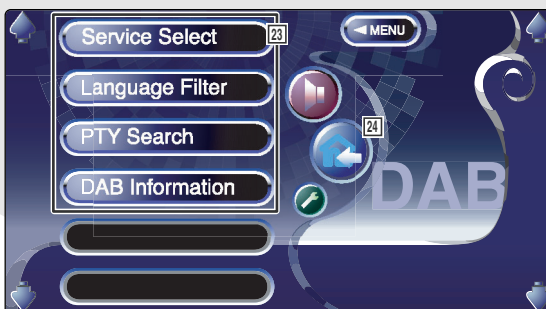 Service Select
23
◄ MENU
Language Filter
PTY Search
24
DAB Information
DAB